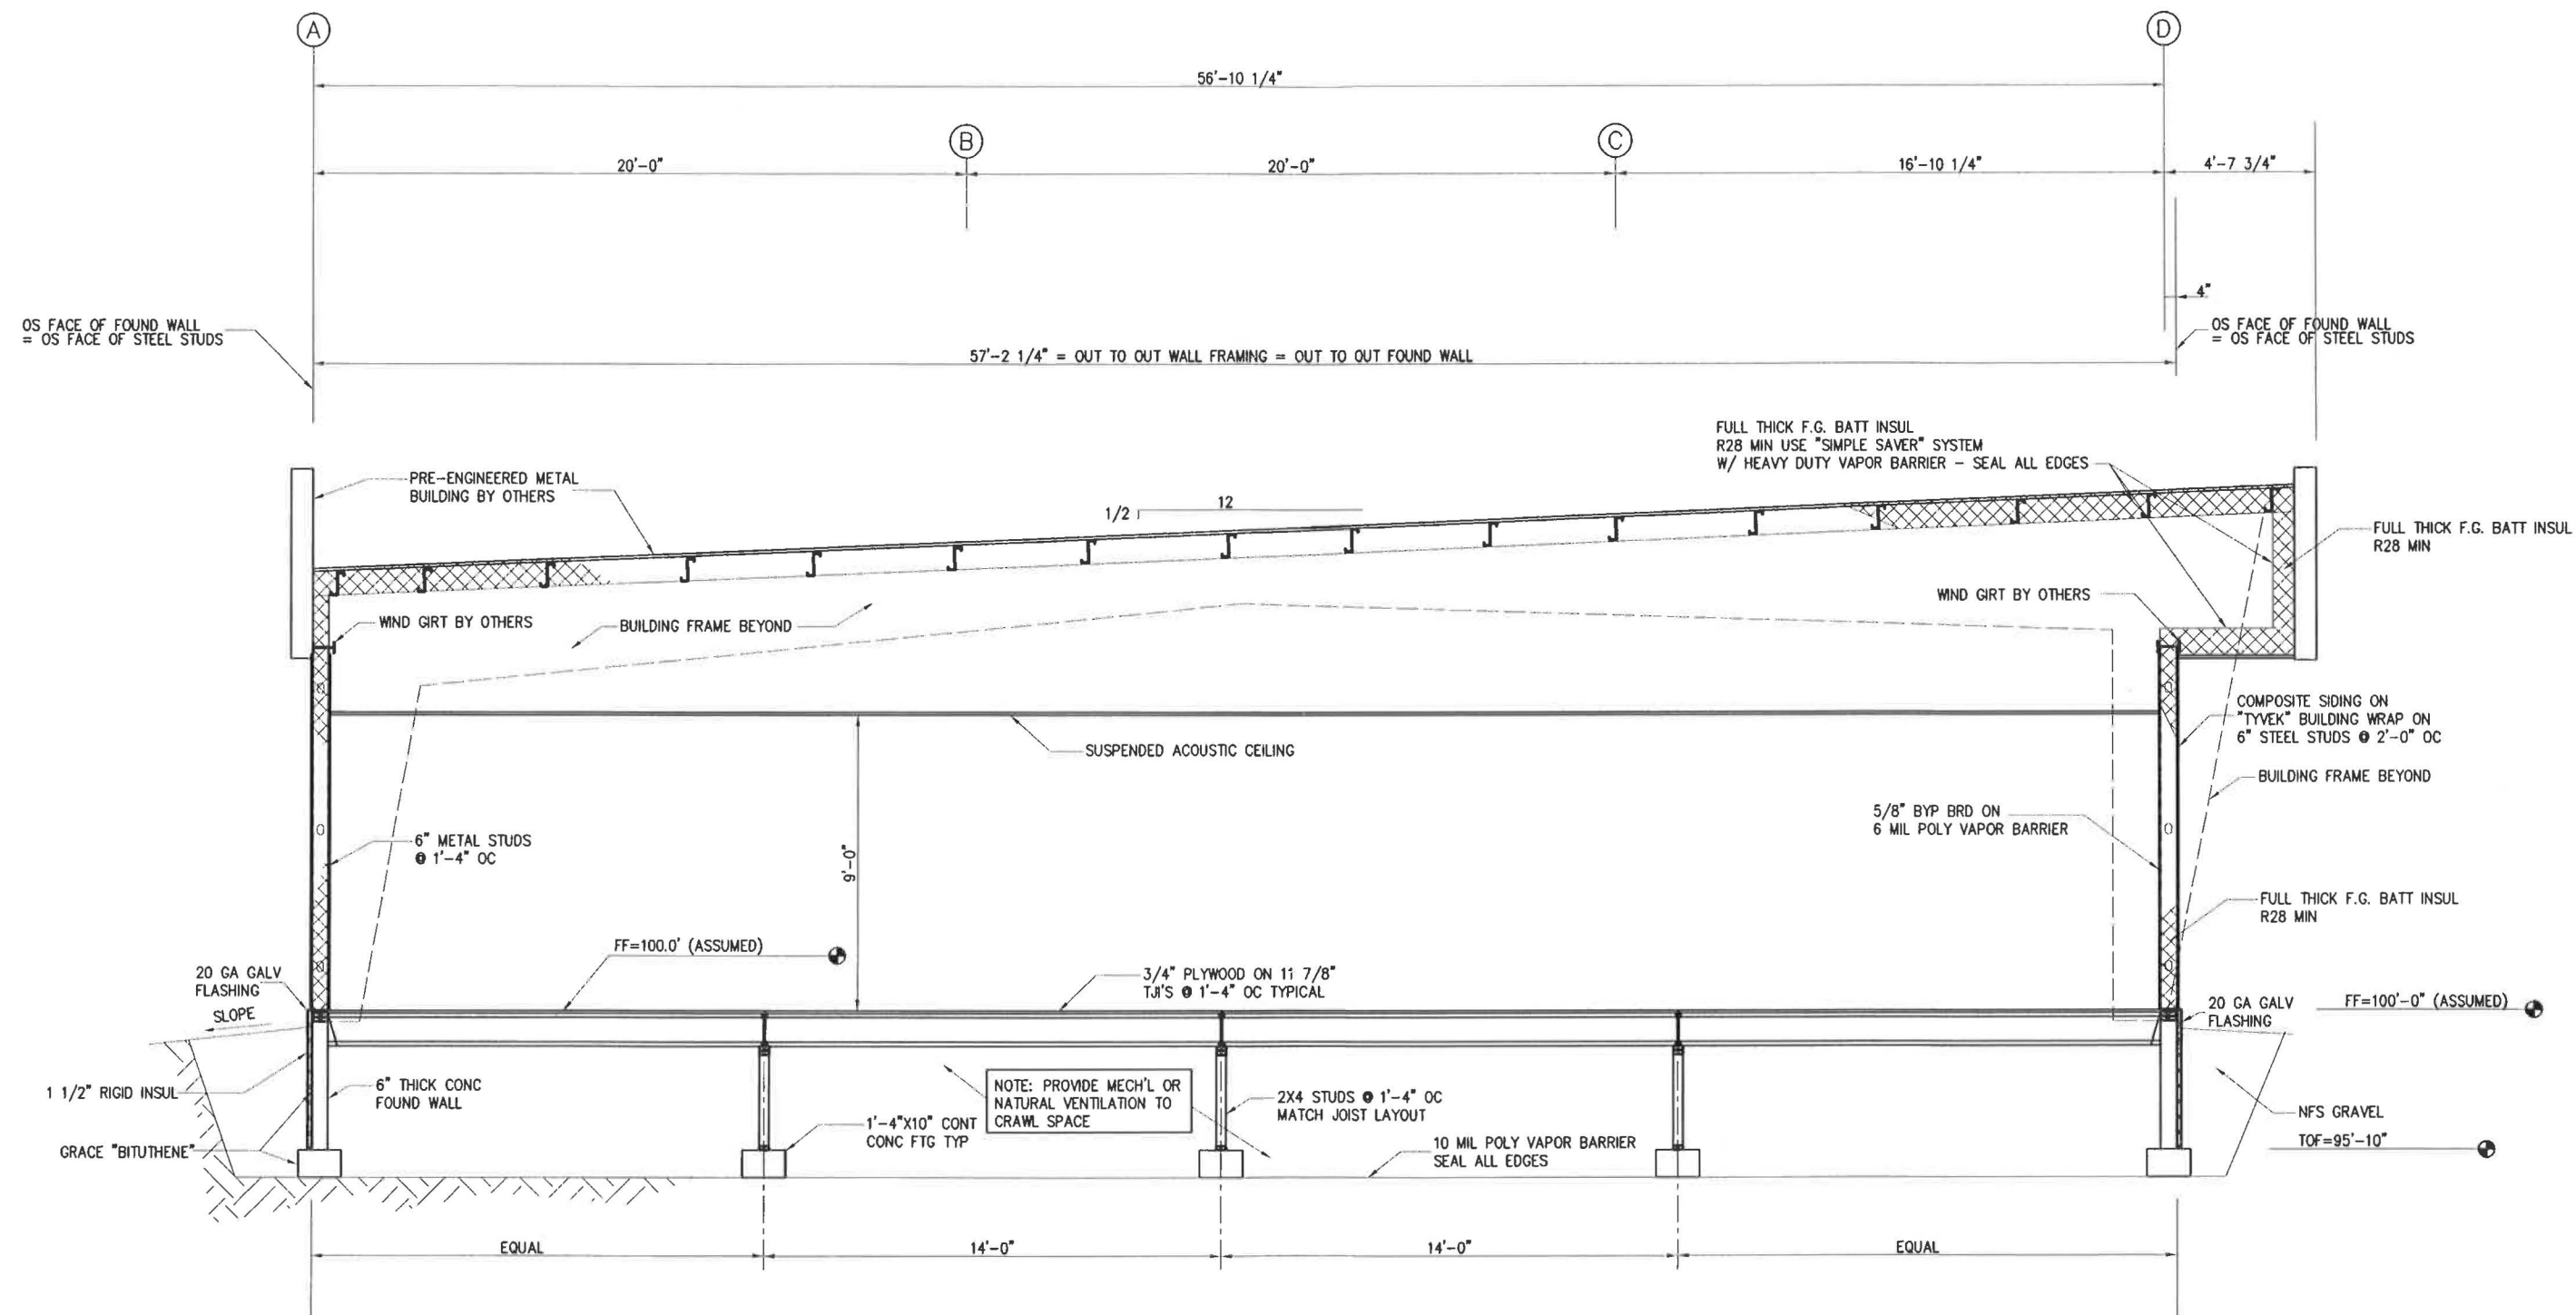 A
D
56'-10 1/4"
B
C
20'-0"
20'-0"
16'-10 1/4"
4'-7 3/4"
4"
OS FACE OF FOUND WALL
= OS FACE OF STEEL STUDS
OS FACE OF FOUND WALL
= OS FACE OF STEEL STUDS
57'-2 1/4" = OUT TO OUT WALL FRAMING = OUT TO OUT FOUND WALL
FULL THICK F.G. BATT INSUL
R28 MIN USE "SIMPLE SAVER" SYSTEM
W/ HEAVY DUTY VAPOR BARRIER - SEAL ALL EDGES
PRE-ENGINEERED METAL
BUILDING BY OTHERS
12
1/2
FULL THICK F.G. BATT INSUL
R28 MIN
WIND GIRT BY OTHERS
WIND GIRT BY OTHERS
BUILDING FRAME BEYOND
COMPOSITE SIDING ON
"TYVEK" BUILDING WRAP ON
6" STEEL STUDS @ 2'-0" OC
SUSPENDED ACOUSTIC CEILING
BUILDING FRAME BEYOND
5/8" BYP BRD ON
6 MIL POLY VAPOR BARRIER
6" METAL STUDS
@ 1'-4" OC
9'-0"
FULL THICK F.G. BATT INSUL
R28 MIN
FF=100.0' (ASSUMED)
20 GA GALV
FLASHING
3/4" PLYWOOD ON 11 7/8"
TJI'S @ 1'-4" OC TYPICAL
SLOPE
20 GA GALV
FLASHING
FF=100'-0" (ASSUMED)
1 1/2" RIGID INSUL
6" THICK CONC
FOUND WALL
NOTE: PROVIDE MECH'L OR
NATURAL VENTILATION TO
CRAWL SPACE
2X4 STUDS @ 1'-4" OC
MATCH JOIST LAYOUT
NFS GRAVEL
1'-4"X10" CONT
CONC FTG TYP
GRACE "BITUTHENE"
10 MIL POLY VAPOR BARRIER
SEAL ALL EDGES
TOF=95'-10"
EQUAL
14'-0"
14'-0"
EQUAL